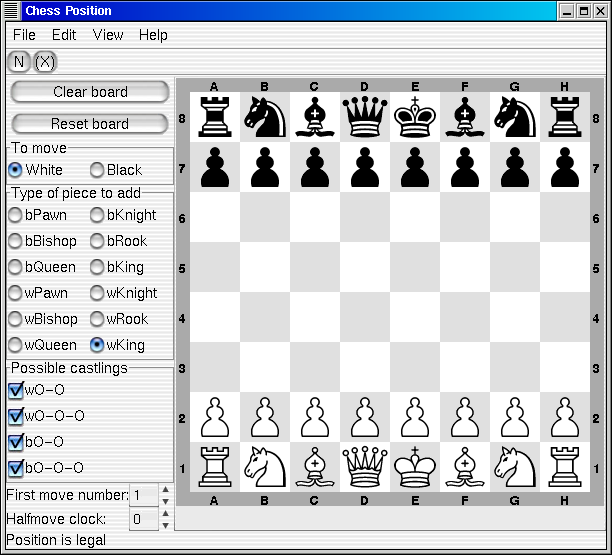 Chess Position
File Edit View Help
N (X)
Clear board
Reset board
To move
White Black
Type of piece to add
bPawn bKnight
bBishop bRook
bQueen bKing
wPawn wKnight
wBishop wRook
wQueen wKing
Possible castlings
wO-O
wO-O-O
bO-O
bO-O-O
First move number: 1
Halfmove clock: 0
Position is legal
A B C D E F G H
8 8
7 7
6 6
5 5
4 4
3 3
2 2
1 1
A B C D E F G H